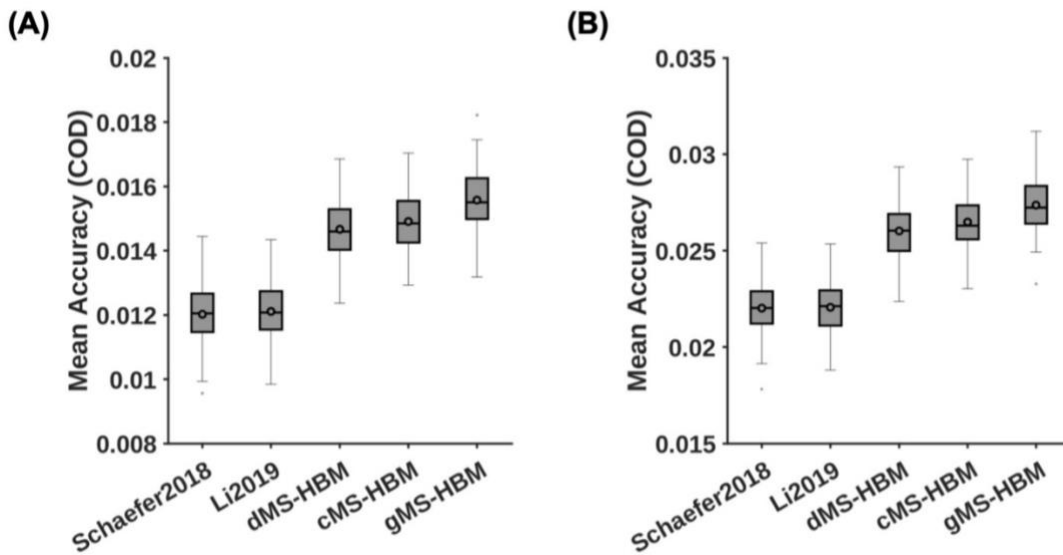 (A)
Mean Accuracy (COD)
0.02
0.018
0.016
0.014
0.012
0.01
0.008
Schaefer2018
Li2019
dMS-HBM
cMS-HBM
gMS-HBM
(B)
Mean Accuracy (COD)
0.035
0.03
0.025
0.02
0.015
Schaefer2018
Li2019
dMS-HBM
cMS-HBM
gMS-HBM